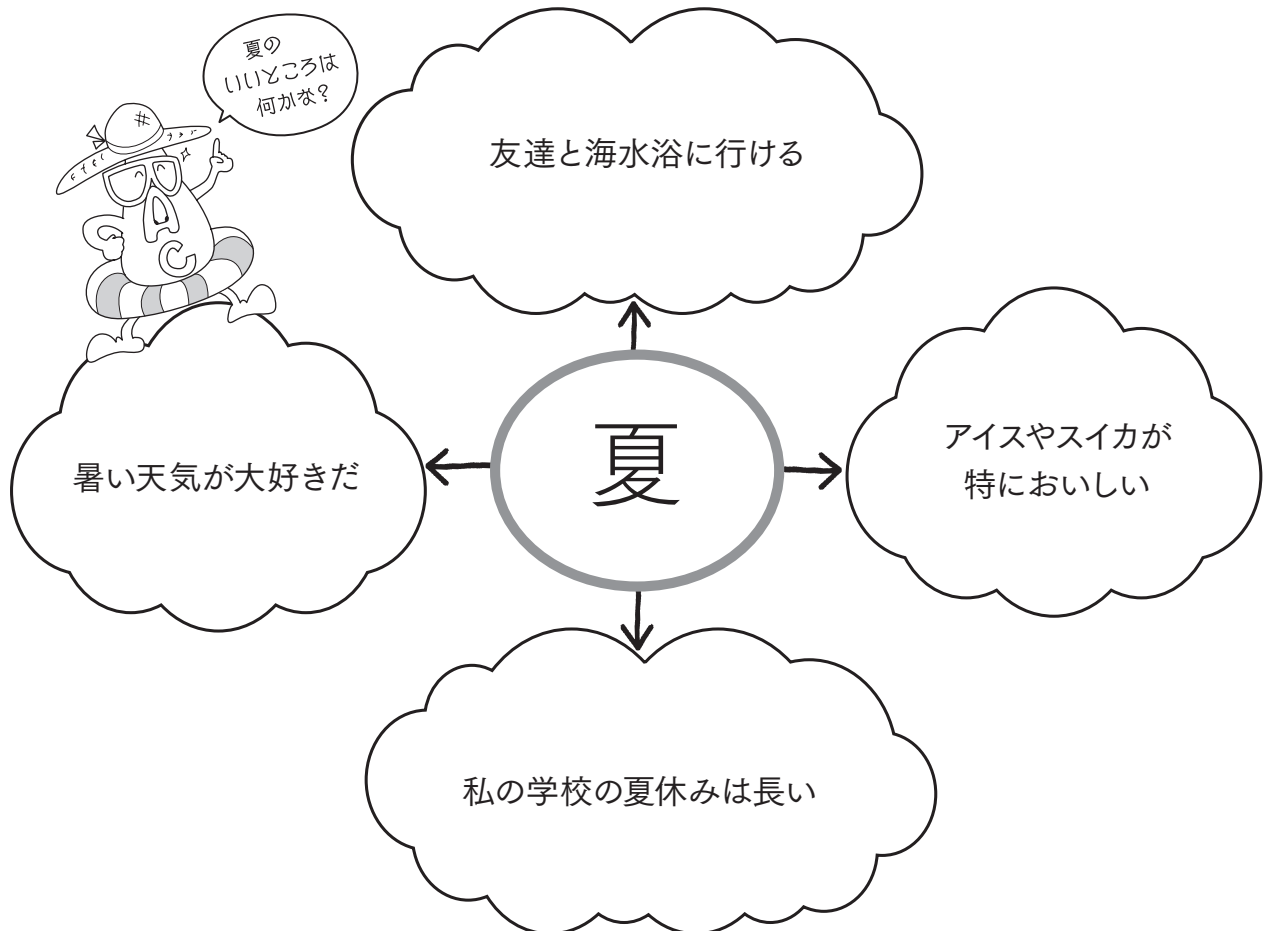 夏の
いいところは
何かな？
友達と海水浴に行ける
暑い天気が大好きだ
夏
アイスやスイカが
特においしい
私の学校の夏休みは長い
A
C